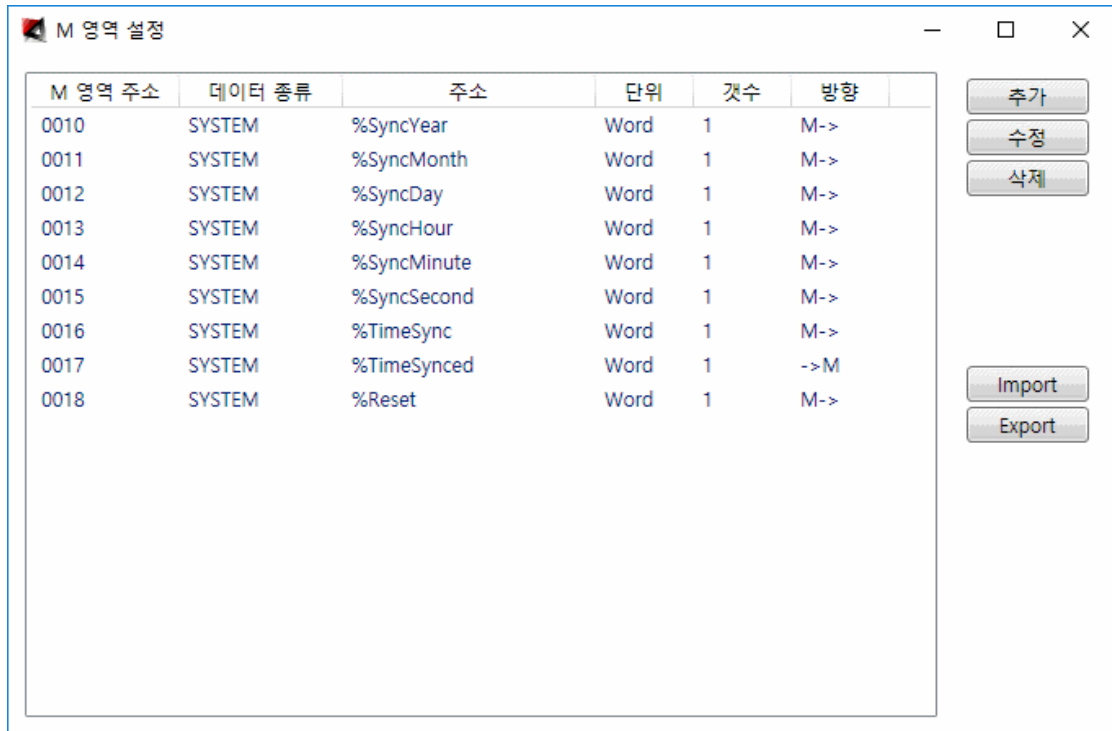 M 영역 설정
M 영역 주소 데이터 종류 주소 단위 갯수 방향
0010 SYSTEM %SyncYear Word 1 M->
0011 SYSTEM %SyncMonth Word 1 M->
0012 SYSTEM %SyncDay Word 1 M->
0013 SYSTEM %SyncHour Word 1 M->
0014 SYSTEM %SyncMinute Word 1 M->
0015 SYSTEM %SyncSecond Word 1 M->
0016 SYSTEM %TimeSync Word 1 M->
0017 SYSTEM %TimeSynced Word 1 ->M
0018 SYSTEM %Reset Word 1 M->
추가
수정
삭제
Import
Export